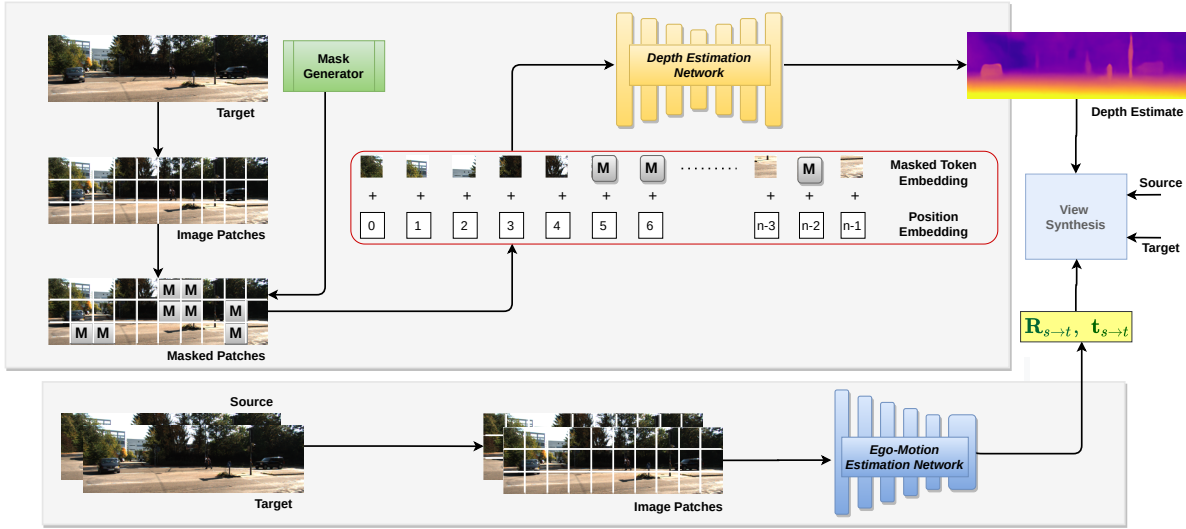 Mask
Generator
Target
Image Patches
M M
M M M
M M M
Masked Patches
Depth Estimation
Network
Depth Estimate
M M ......... M
Masked Token
Embedding
+ + + + + + + + + +
0 1 2 3 4 5 6 n-3 n-2 n-1
Position
Embedding
Source
View
Synthesis
Target
R s→t, t s→t
Source
Target
Image Patches
Ego-Motion
Estimation Network